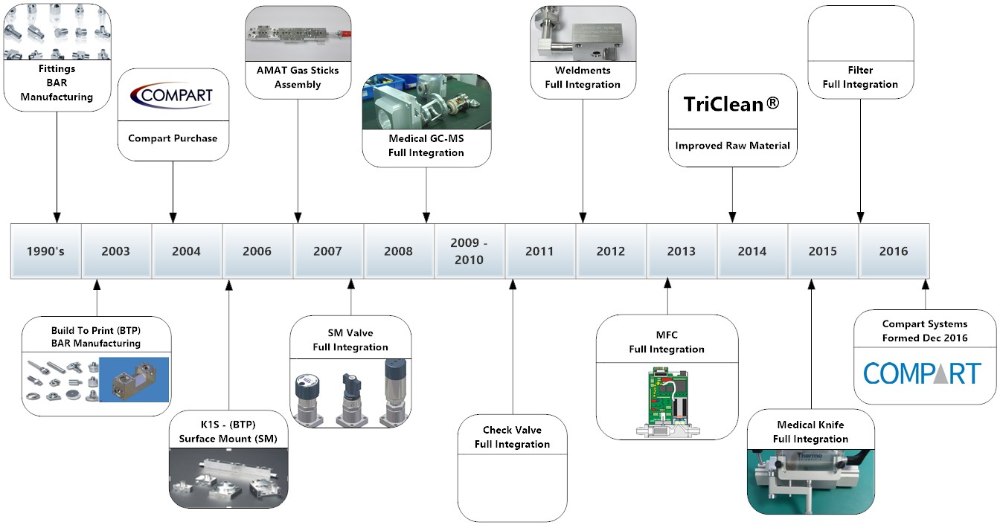 Fittings
BAR
Manufacturing
COMPART
Compart Purchase
AMAT Gas Sticks
Assembly
Medical GC-MS
Full Integration
Weldments
Full Integration
TriClean®
Improved Raw Material
Filter
Full Integration
1990's
2003
2004
2006
2007
2008
2009 -
2010
2011
2012
2013
2014
2015
2016
Build To Print (BTP)
BAR Manufacturing
K1S - (BTP)
Surface Mount (SM)
SM Valve
Full Integration
Check Valve
Full Integration
MFC
Full Integration
Medical Knife
Full Integration
Thermo
Compart Systems
Formed Dec 2016
COMPART